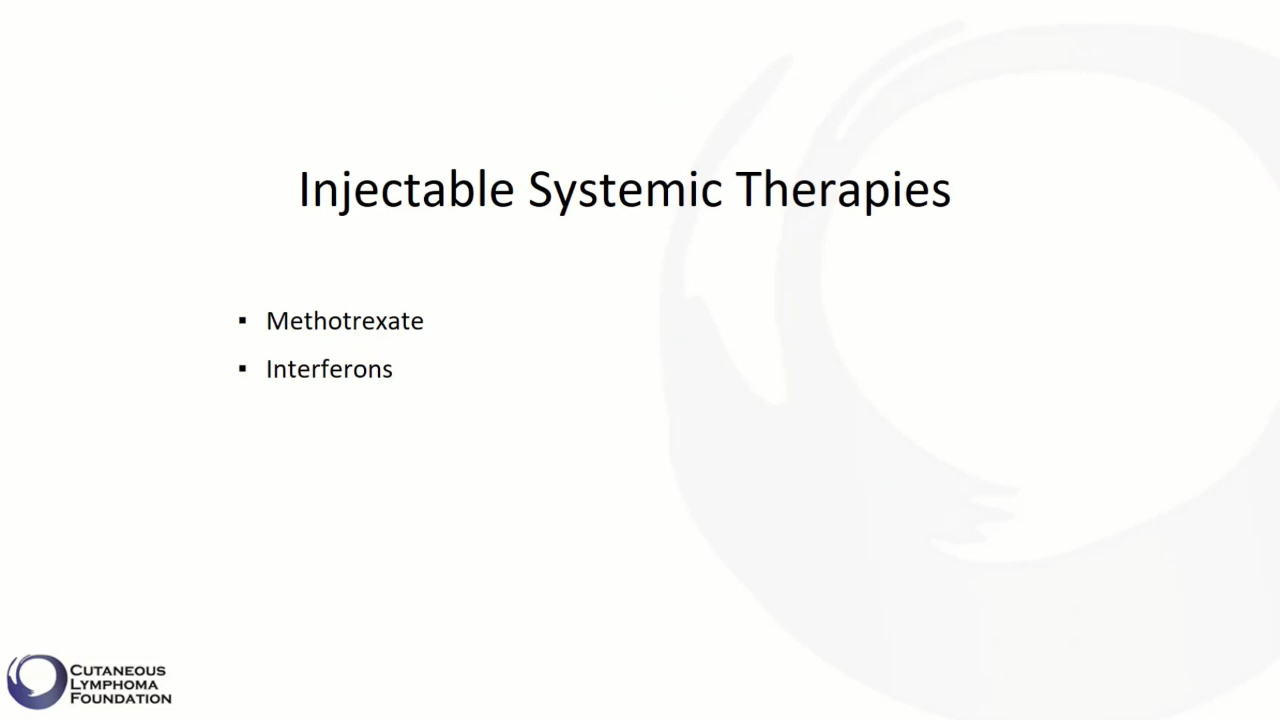 Injectable Systemic Therapies
▪ Methotrexate
▪ Interferons
CUTANEOUS
LYMPHOMA
FOUNDATION